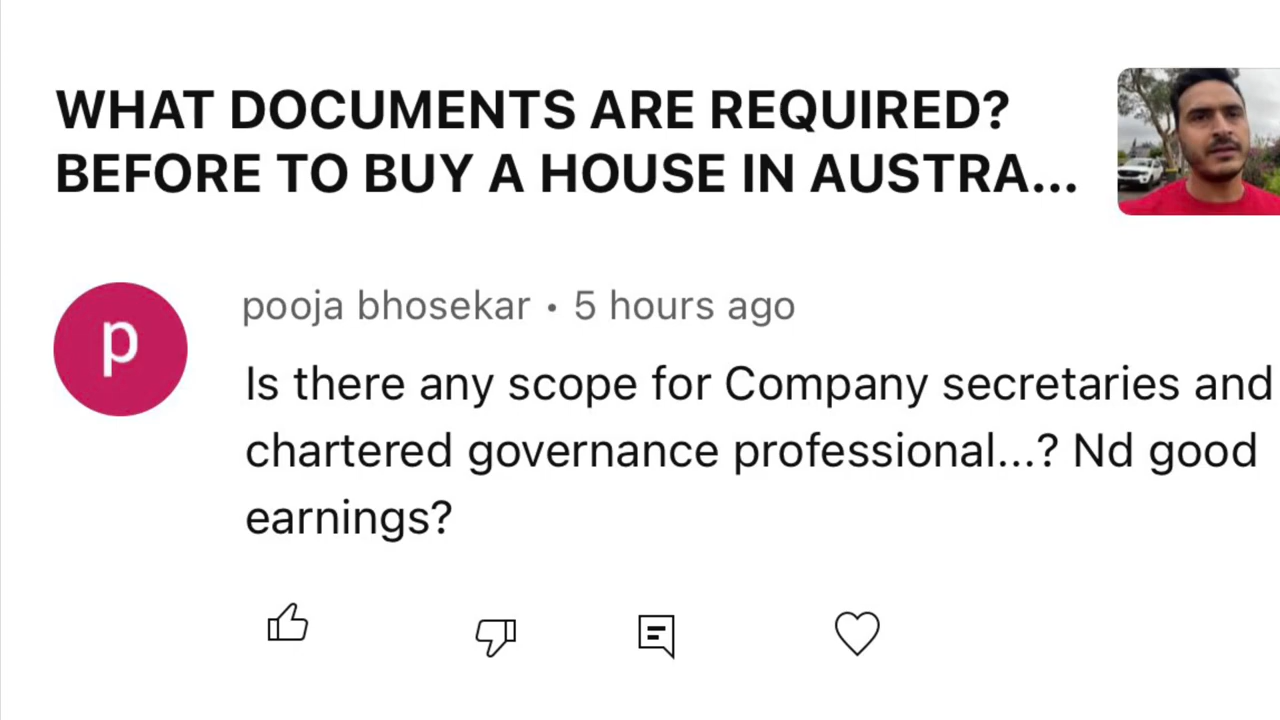 WHAT DOCUMENTS ARE REQUIRED?
BEFORE TO BUY A HOUSE IN AUSTRA...
p
pooja bhosekar • 5 hours ago
Is there any scope for Company secretaries and
chartered governance professional...? Nd good
earnings?